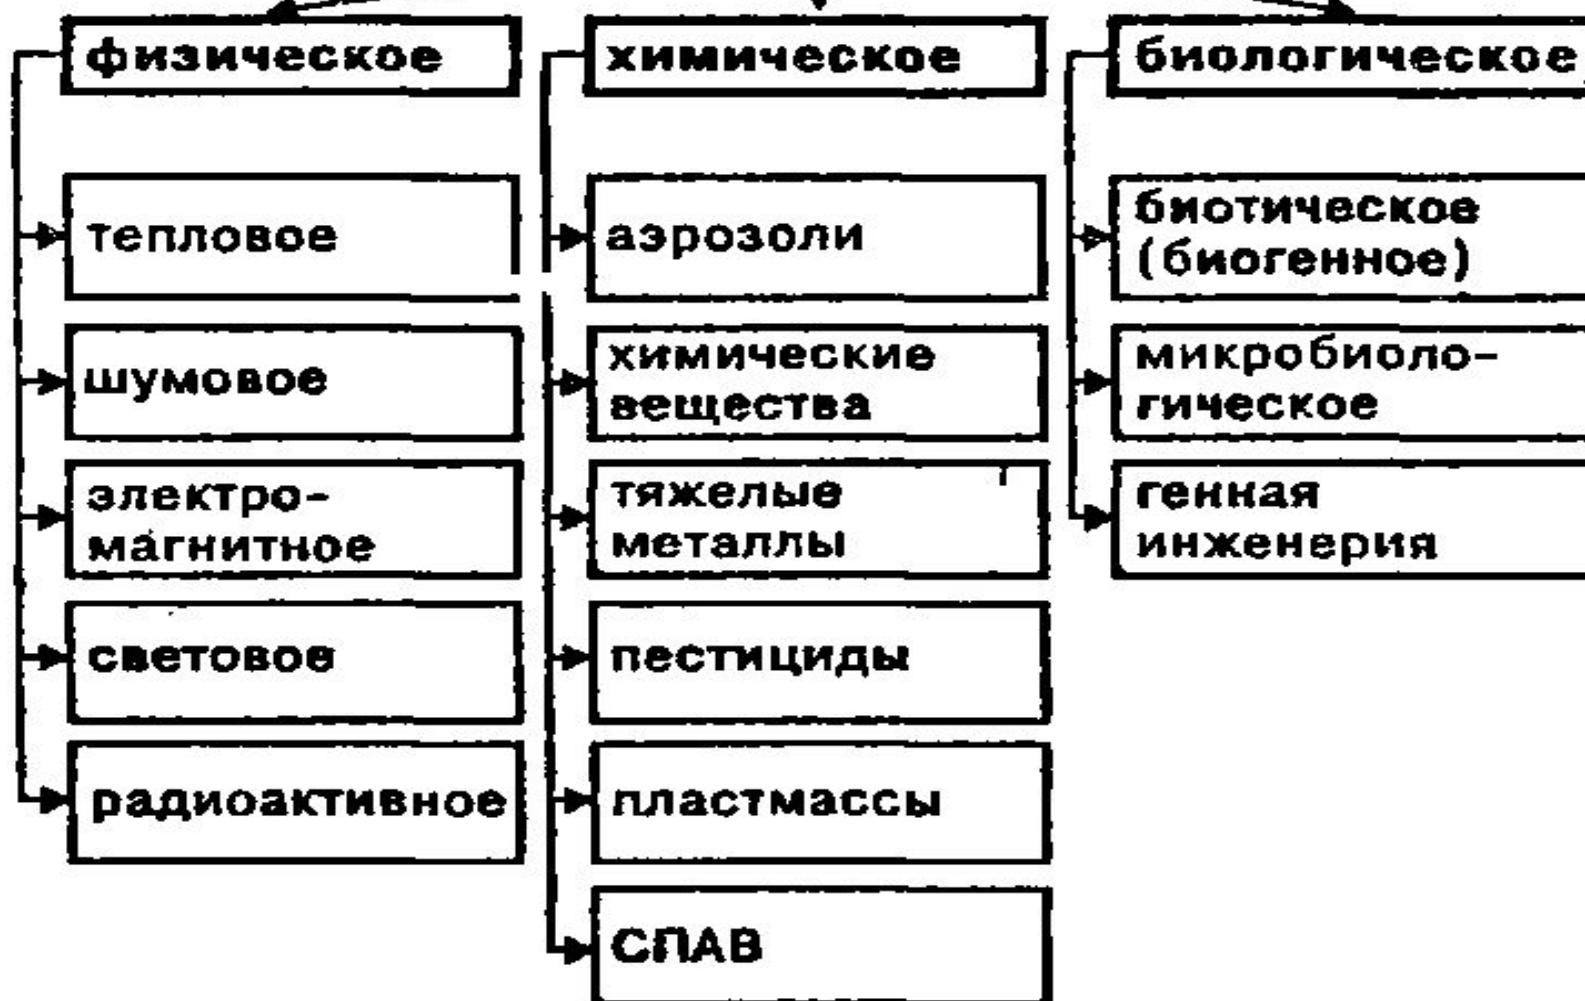 физическое
тепловое
шумовое
электро-
магнитное
световое
радиоактивное
химическое
аэрозоли
химические
вещества
тяжелые
металлы
пестициды
пластмассы
СПАВ
биологическое
биотическое
(биогенное)
микробиоло-
гическое
генная
инженерия